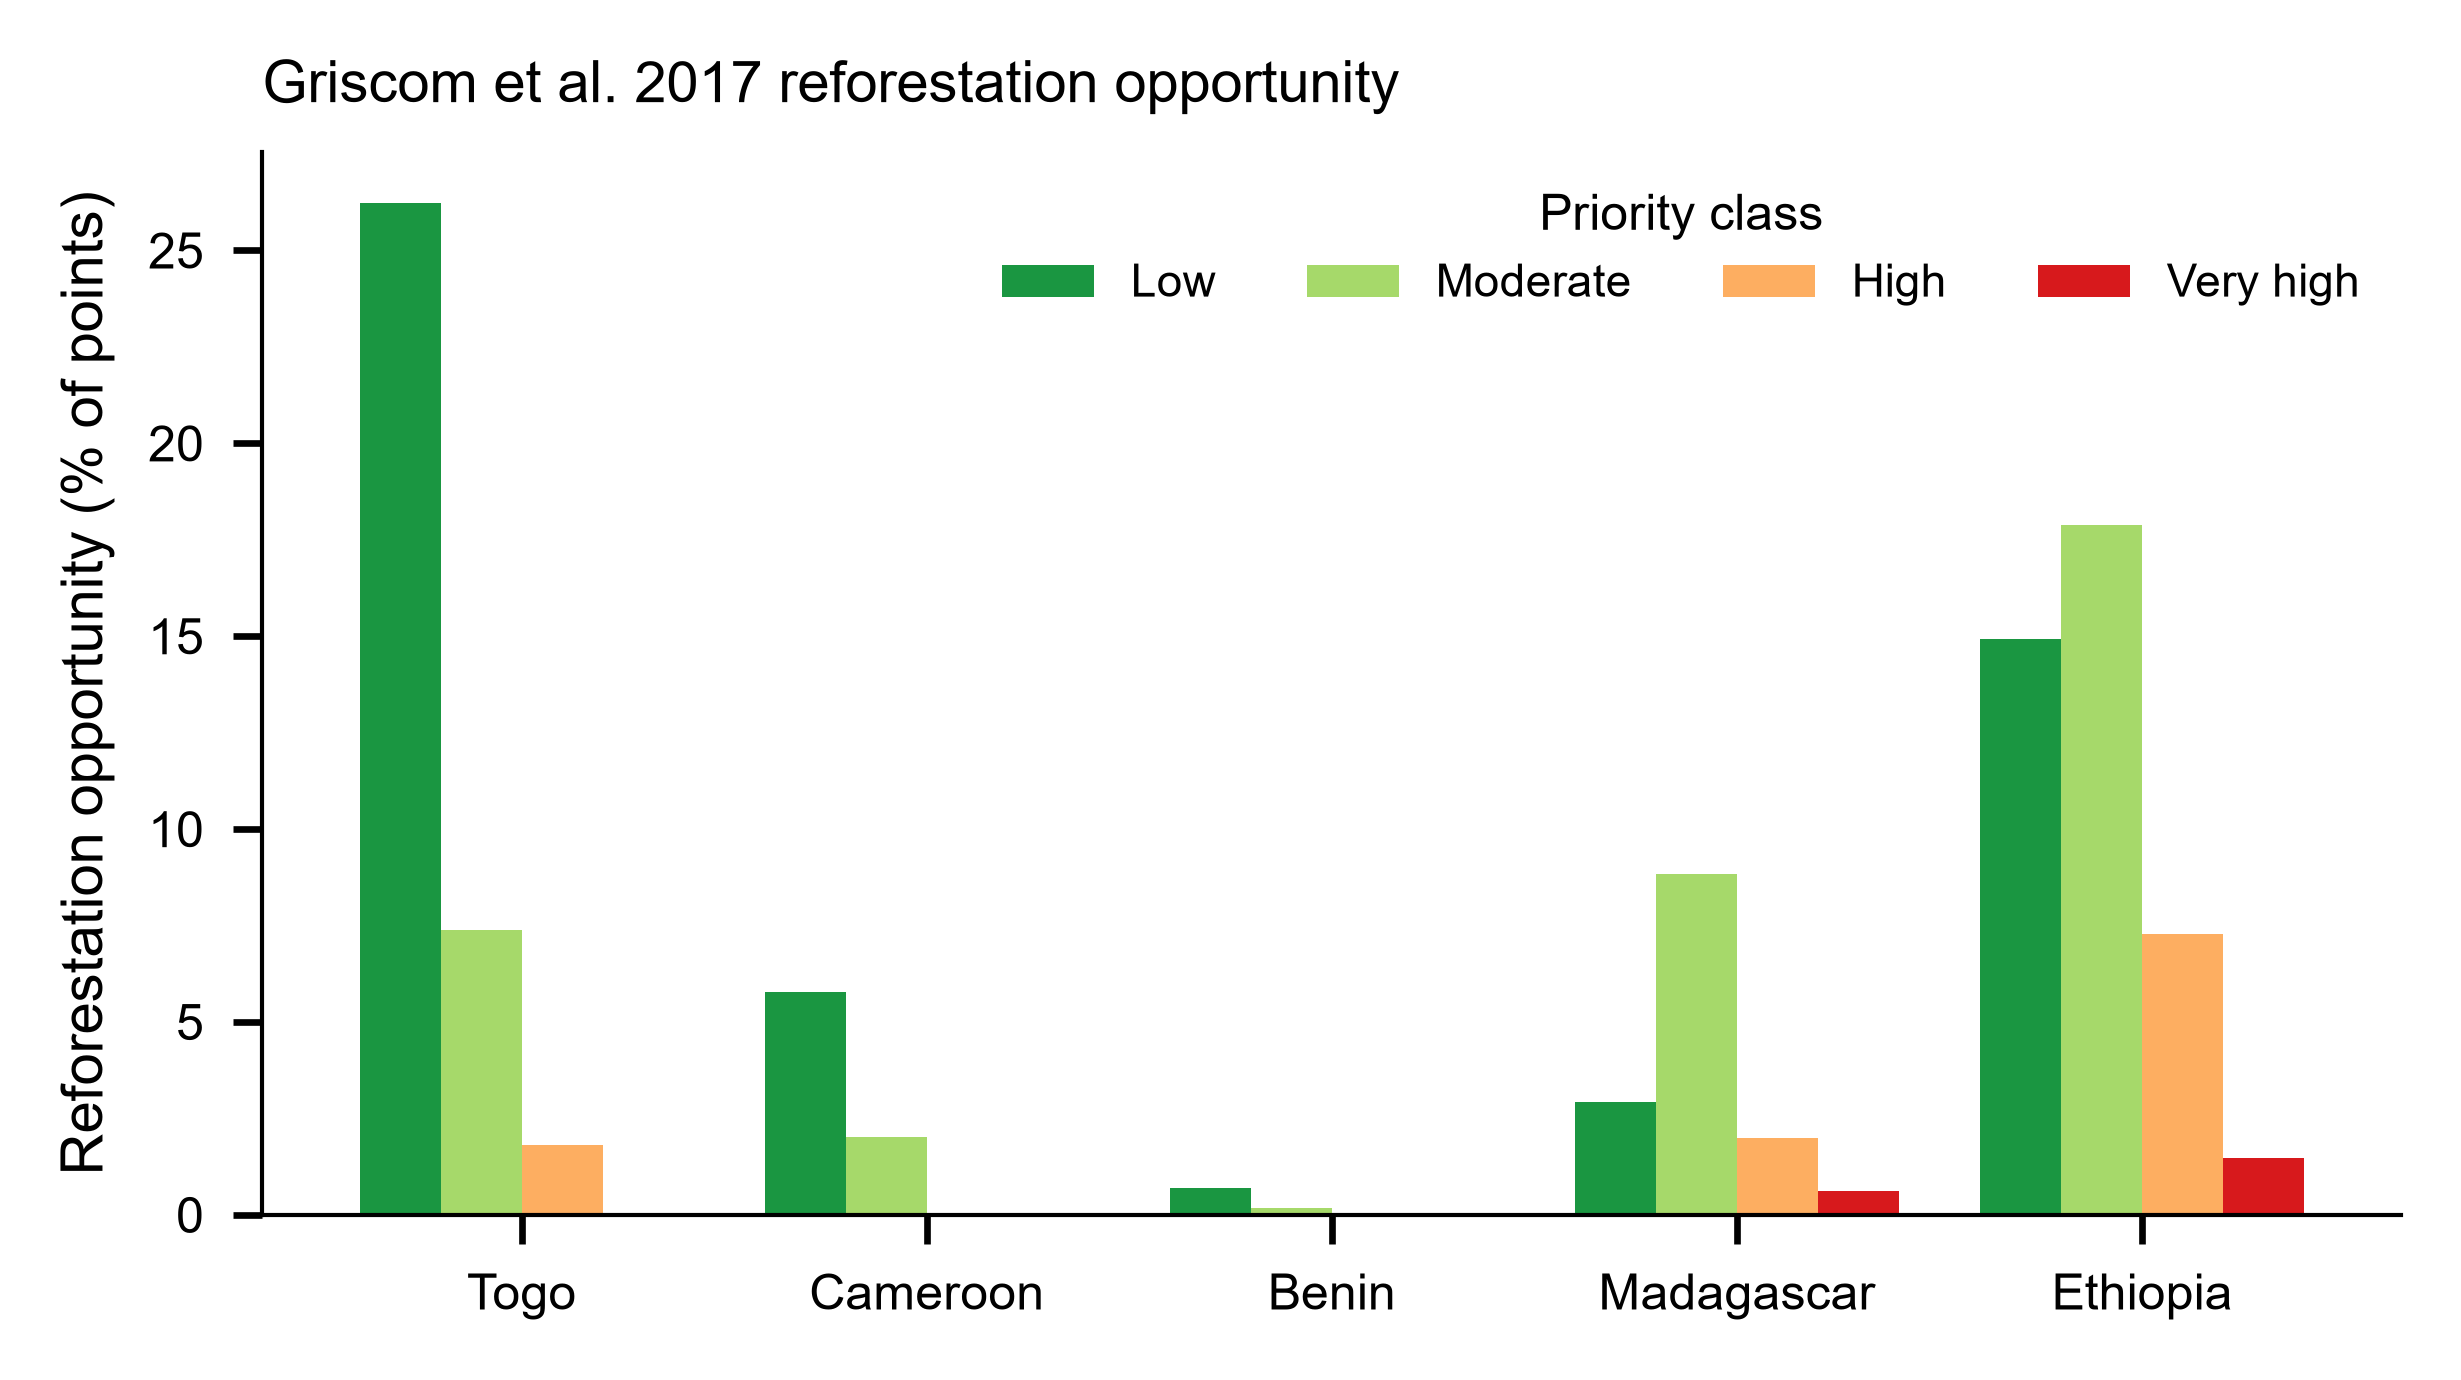 Griscom et al. 2017 reforestation opportunity
Reforestation opportunity (% of points)
Priority class
Low Moderate High Very high
25
20
15
10
5
0
Togo Cameroon Benin Madagascar Ethiopia